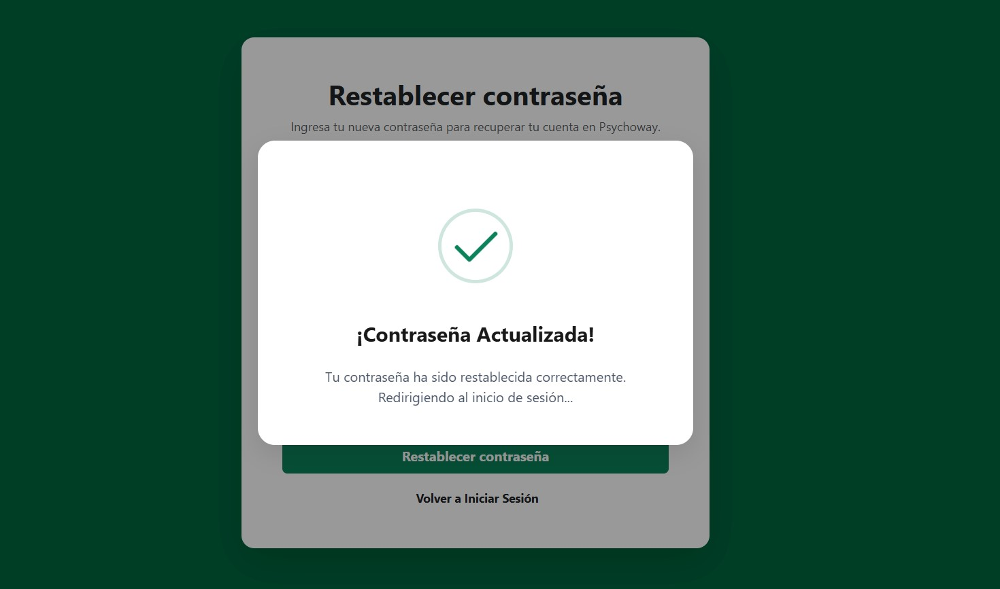 Restablecer contraseña
Ingresa tu nueva contraseña para recuperar tu cuenta en Psychoway.
¡Contraseña Actualizada!
Tu contraseña ha sido restablecida correctamente.
Redirigiendo al inicio de sesión...
Restablecer contraseña
Volver a Iniciar Sesión